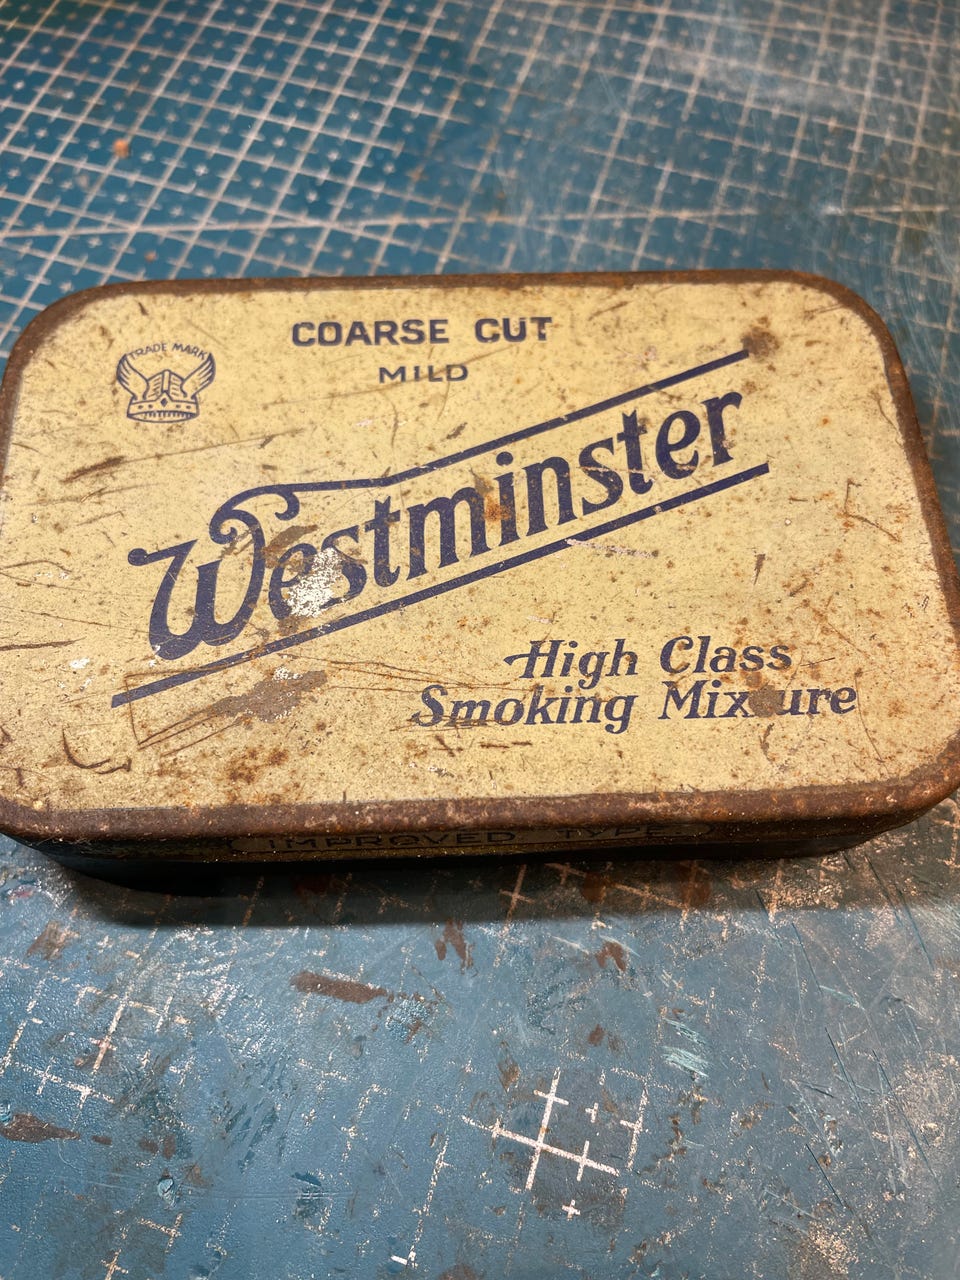 COARSE CUT
MILD
TRADE MARK
Westminster
High Class
Smoking Mixture
IMPROVED TYPE.